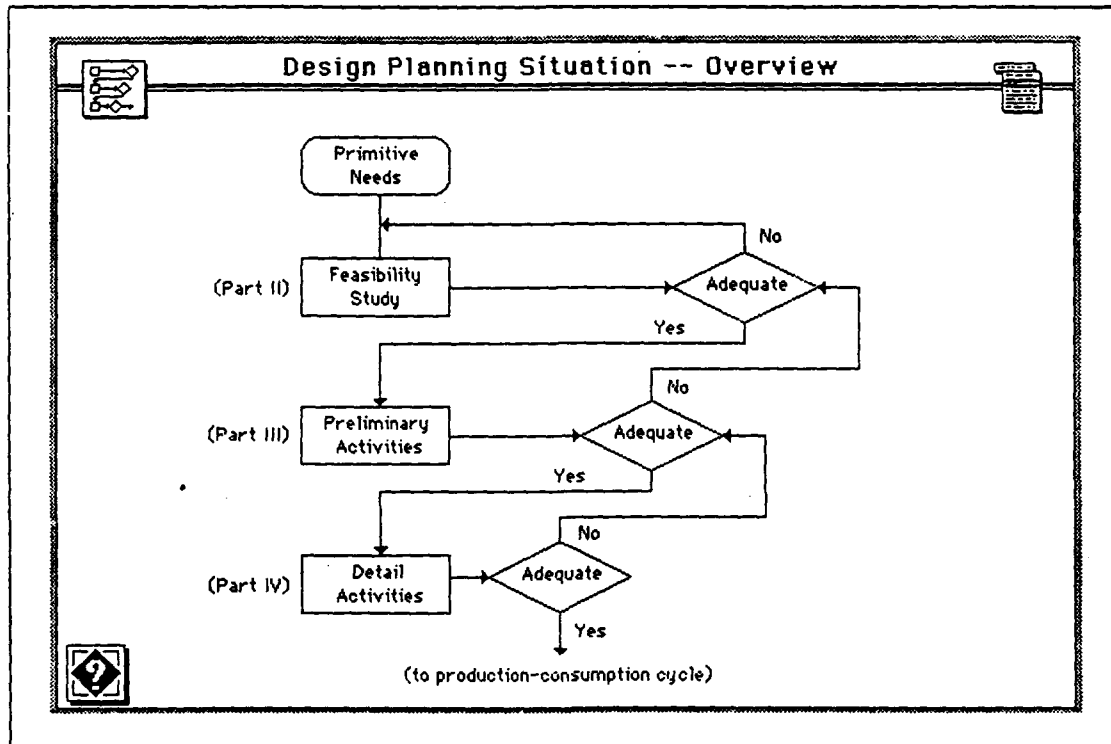 Design Planning Situation -- Overview
Primitive
Needs
No
(Part II)
Feasibility
Study
Adequate
Yes
No
(Part III)
Preliminary
Activities
Adequate
Yes
No
(Part IV)
Detail
Activities
Adequate
Yes
?
(to production-consumption cycle)